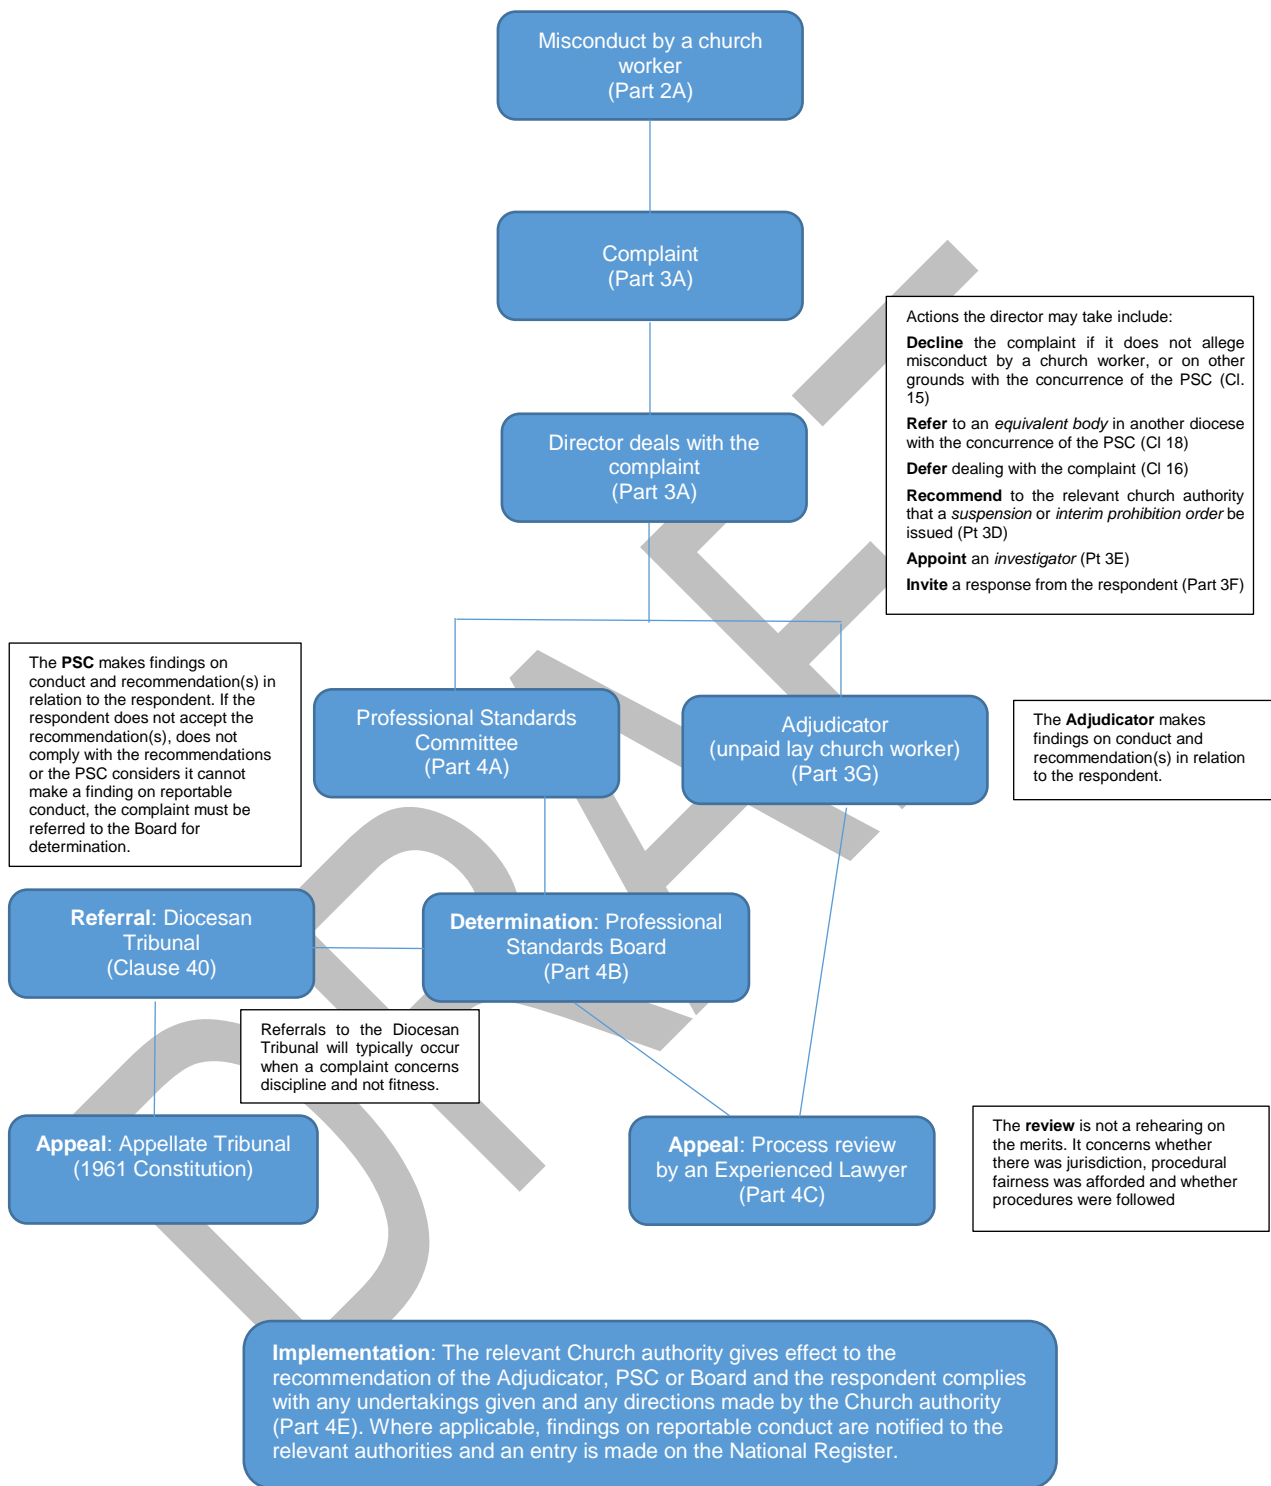 Misconduct by a church
worker
(Part 2A)
Complaint
(Part 3A)
Actions the director may take include:
Decline the complaint if it does not allege
misconduct by a church worker, or on other
grounds with the concurrence of the PSC (Cl.
15)
Refer to an equivalent body in another diocese
with the concurrence of the PSC (Cl 18)
Defer dealing with the complaint (Cl 16)
Recommend to the relevant church authority
that a suspension or interim prohibition order be
issued (Pt 3D)
Appoint an investigator (Pt 3E)
Invite a response from the respondent (Part 3F)
Director deals with the
complaint
(Part 3A)
The PSC makes findings on
conduct and recommendation(s) in
relation to the respondent. If the
respondent does not accept the
recommendation(s), does not
comply with the recommendations
or the PSC considers it cannot
make a finding on reportable
conduct, the complaint must be
referred to the Board for
determination.
Professional Standards
Committee
(Part 4A)
Adjudicator
(unpaid lay church worker)
(Part 3G)
The Adjudicator makes
findings on conduct and
recommendation(s) in relation
to the respondent.
Referral: Diocesan
Tribunal
(Clause 40)
Determination: Professional
Standards Board
(Part 4B)
Referrals to the Diocesan
Tribunal will typically occur
when a complaint concerns
discipline and not fitness.
Appeal: Appellate Tribunal
(1961 Constitution)
Appeal: Process review
by an Experienced Lawyer
(Part 4C)
The review is not a rehearing on
the merits. It concerns whether
there was jurisdiction, procedural
fairness was afforded and whether
procedures were followed
Implementation: The relevant Church authority gives effect to the
recommendation of the Adjudicator, PSC or Board and the respondent complies
with any undertakings given and any directions made by the Church authority
(Part 4E). Where applicable, findings on reportable conduct are notified to the
relevant authorities and an entry is made on the National Register.
DRAFT